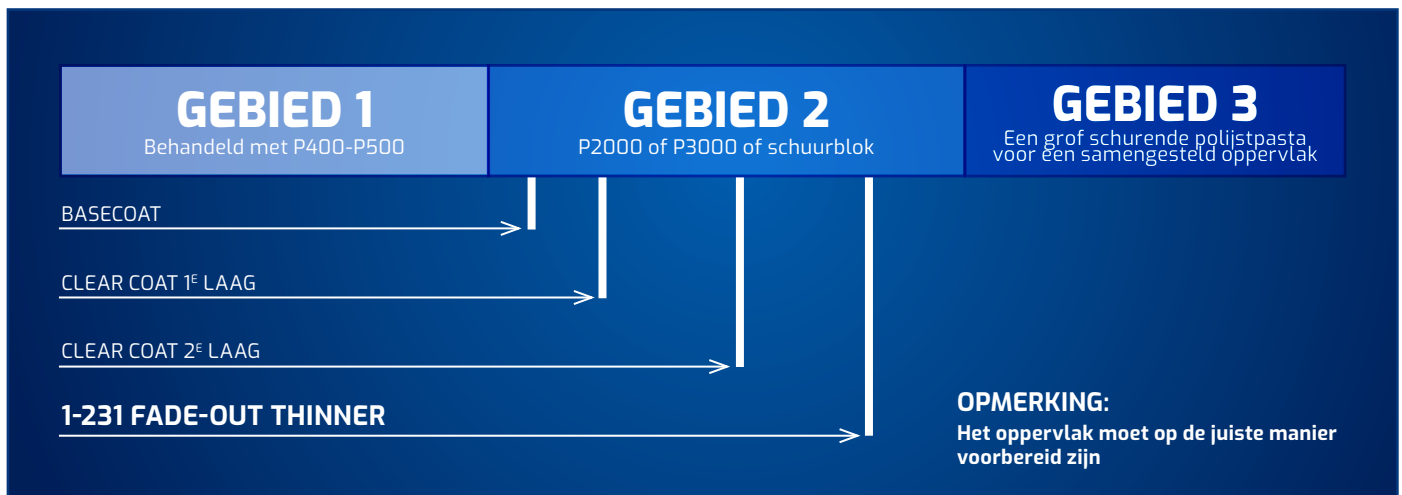 GEBIED 1
Behandeld met P400-P500
GEBIED 2
P2000 of P3000 of schuurblok
GEBIED 3
Een grof schurende polijstpasta
voor een samengesteld oppervlak
BASECOAT
CLEAR COAT 1ᴱ LAAG
CLEAR COAT 2ᴱ LAAG
1-231 FADE-OUT THINNER
OPMERKING:
Het oppervlak moet op de juiste manier
voorbereid zijn